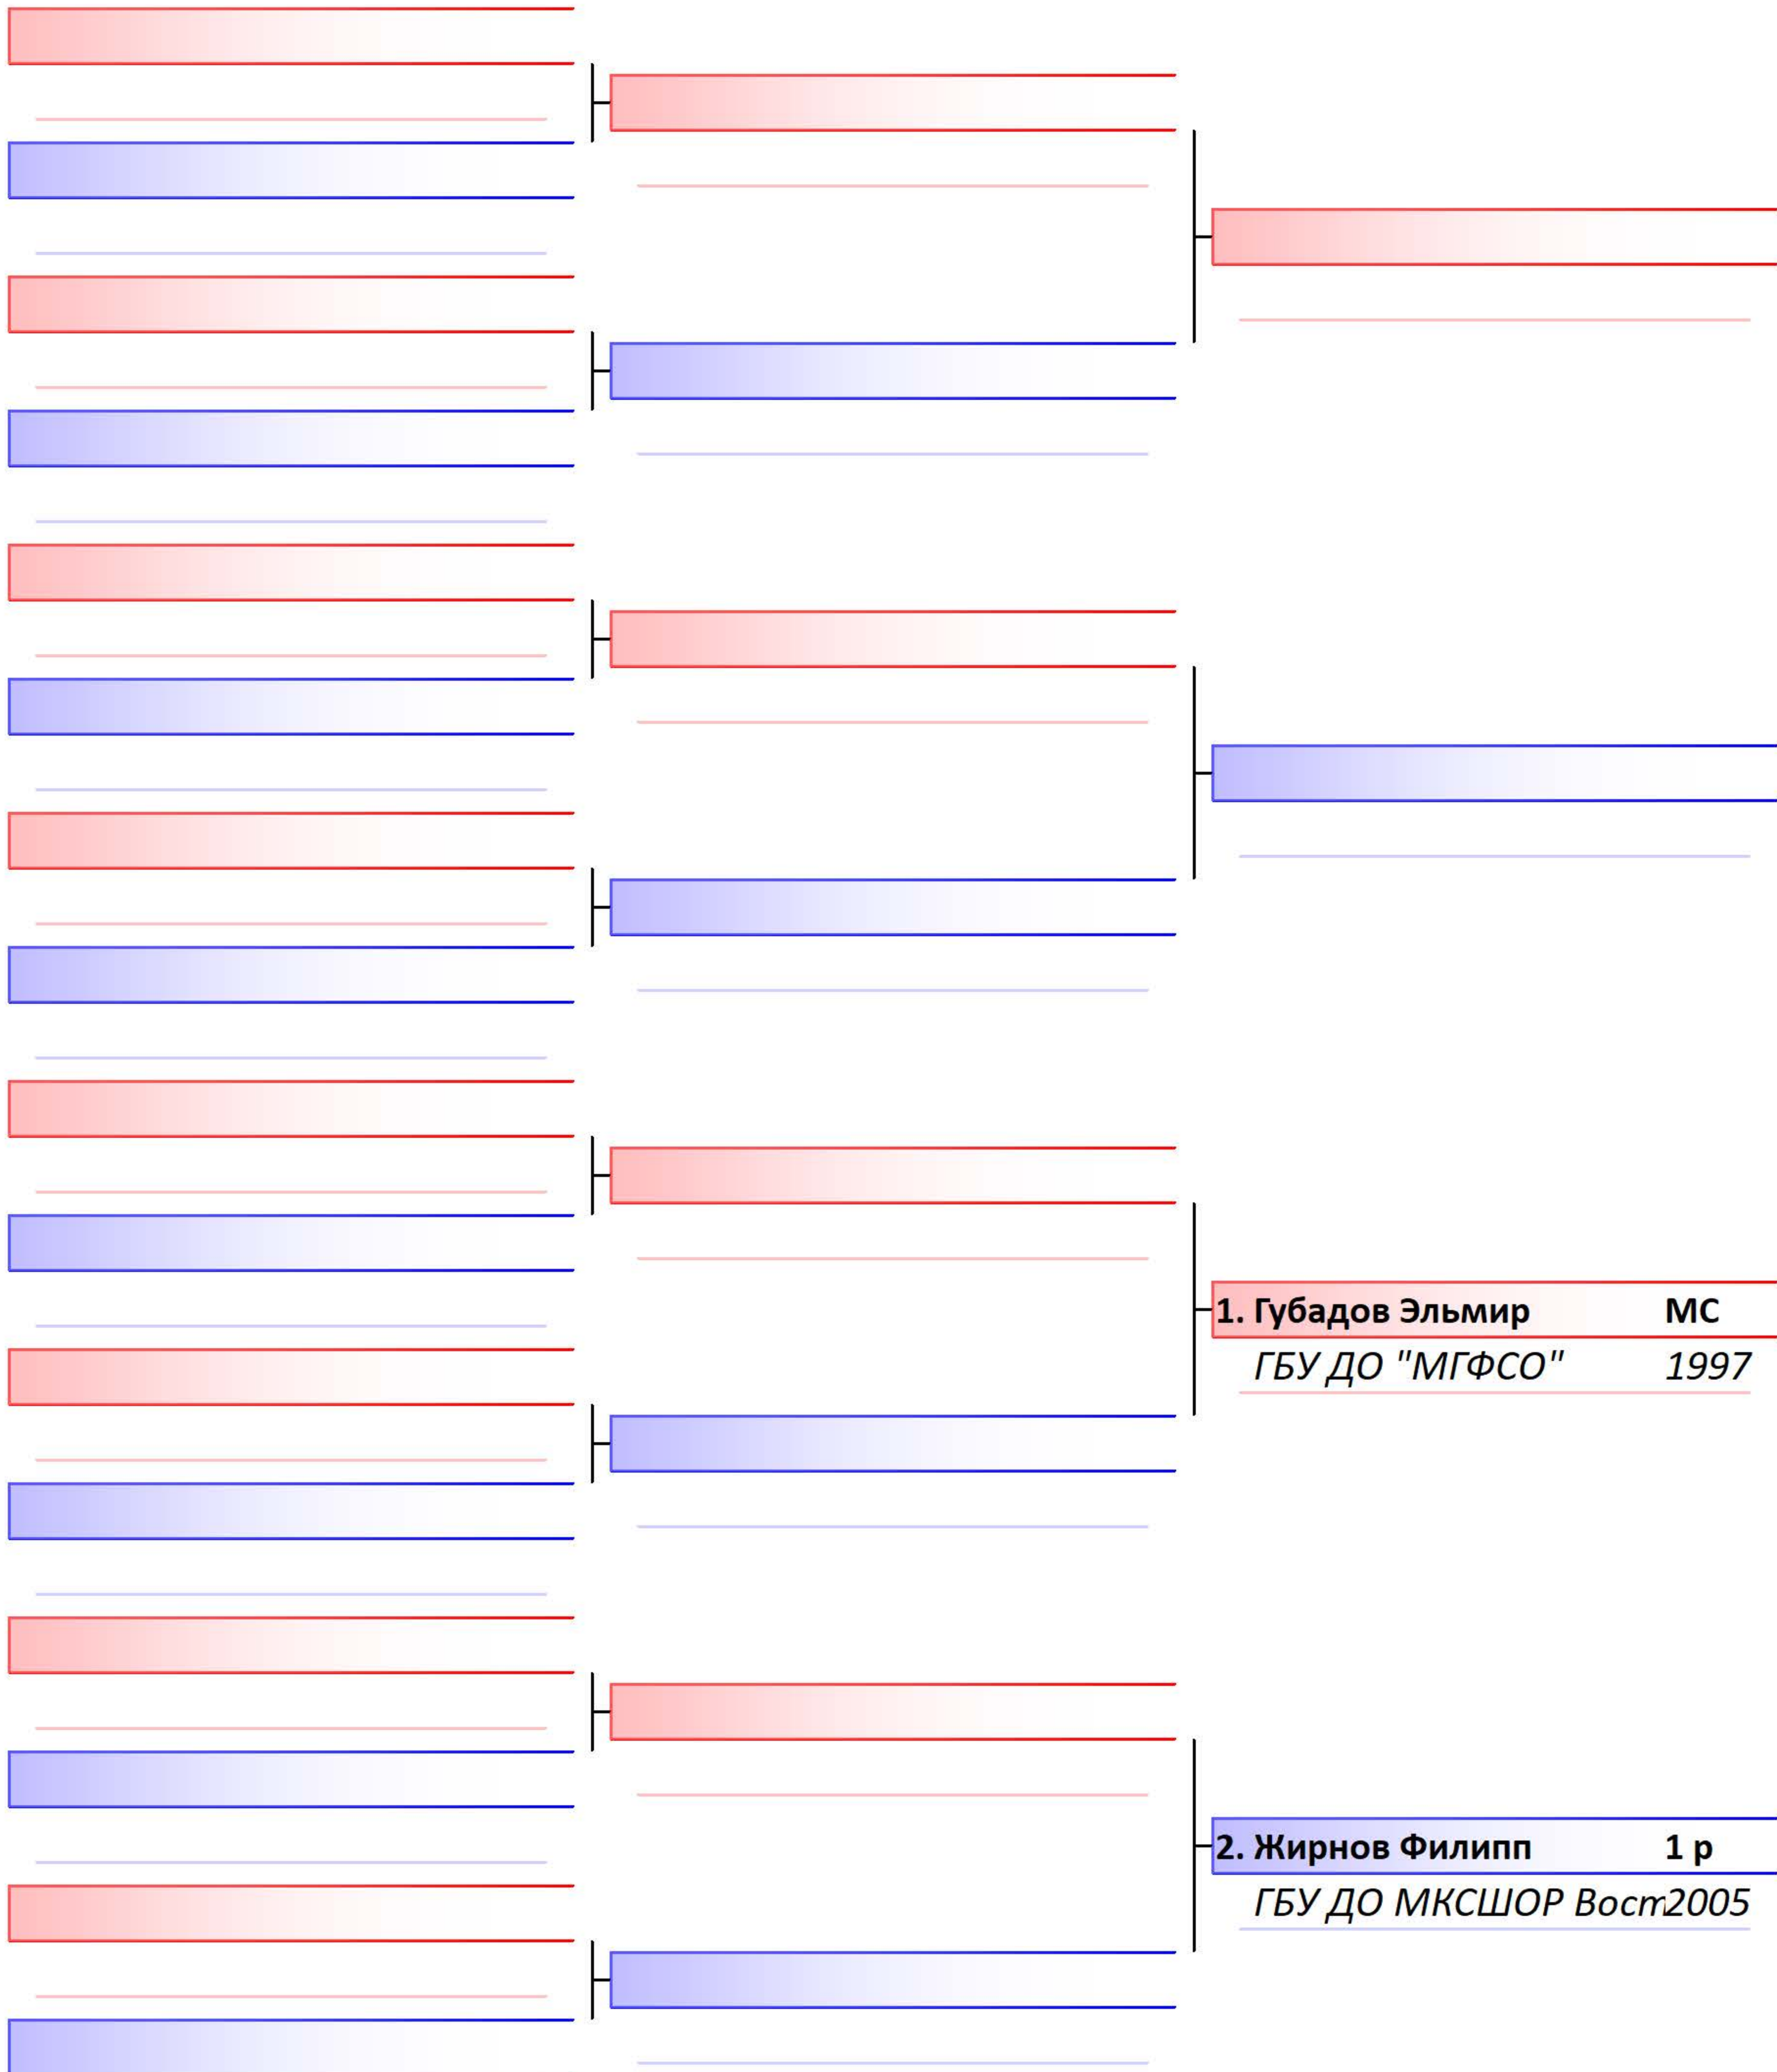 1. Губадов Эльмир МС
ГБУ ДО "МГФСО" 1997
2. Жирнов Филипп 1 р
ГБУ ДО МКСШОР Вост2005